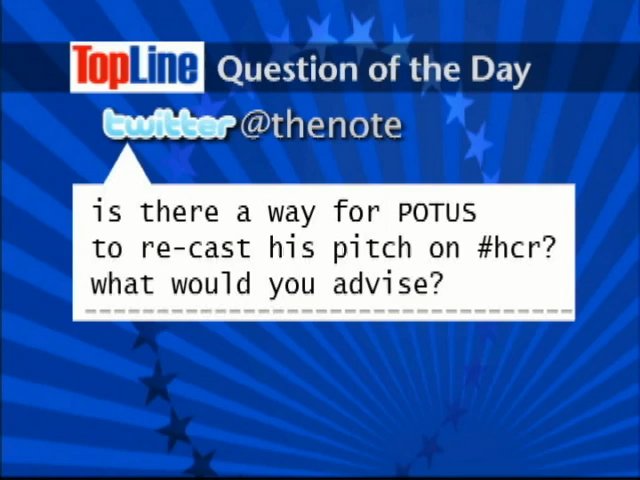 TopLine Question of the Day
twitter @thenote
is there a way for POTUS
to re-cast his pitch on #hcr?
what would you advise?